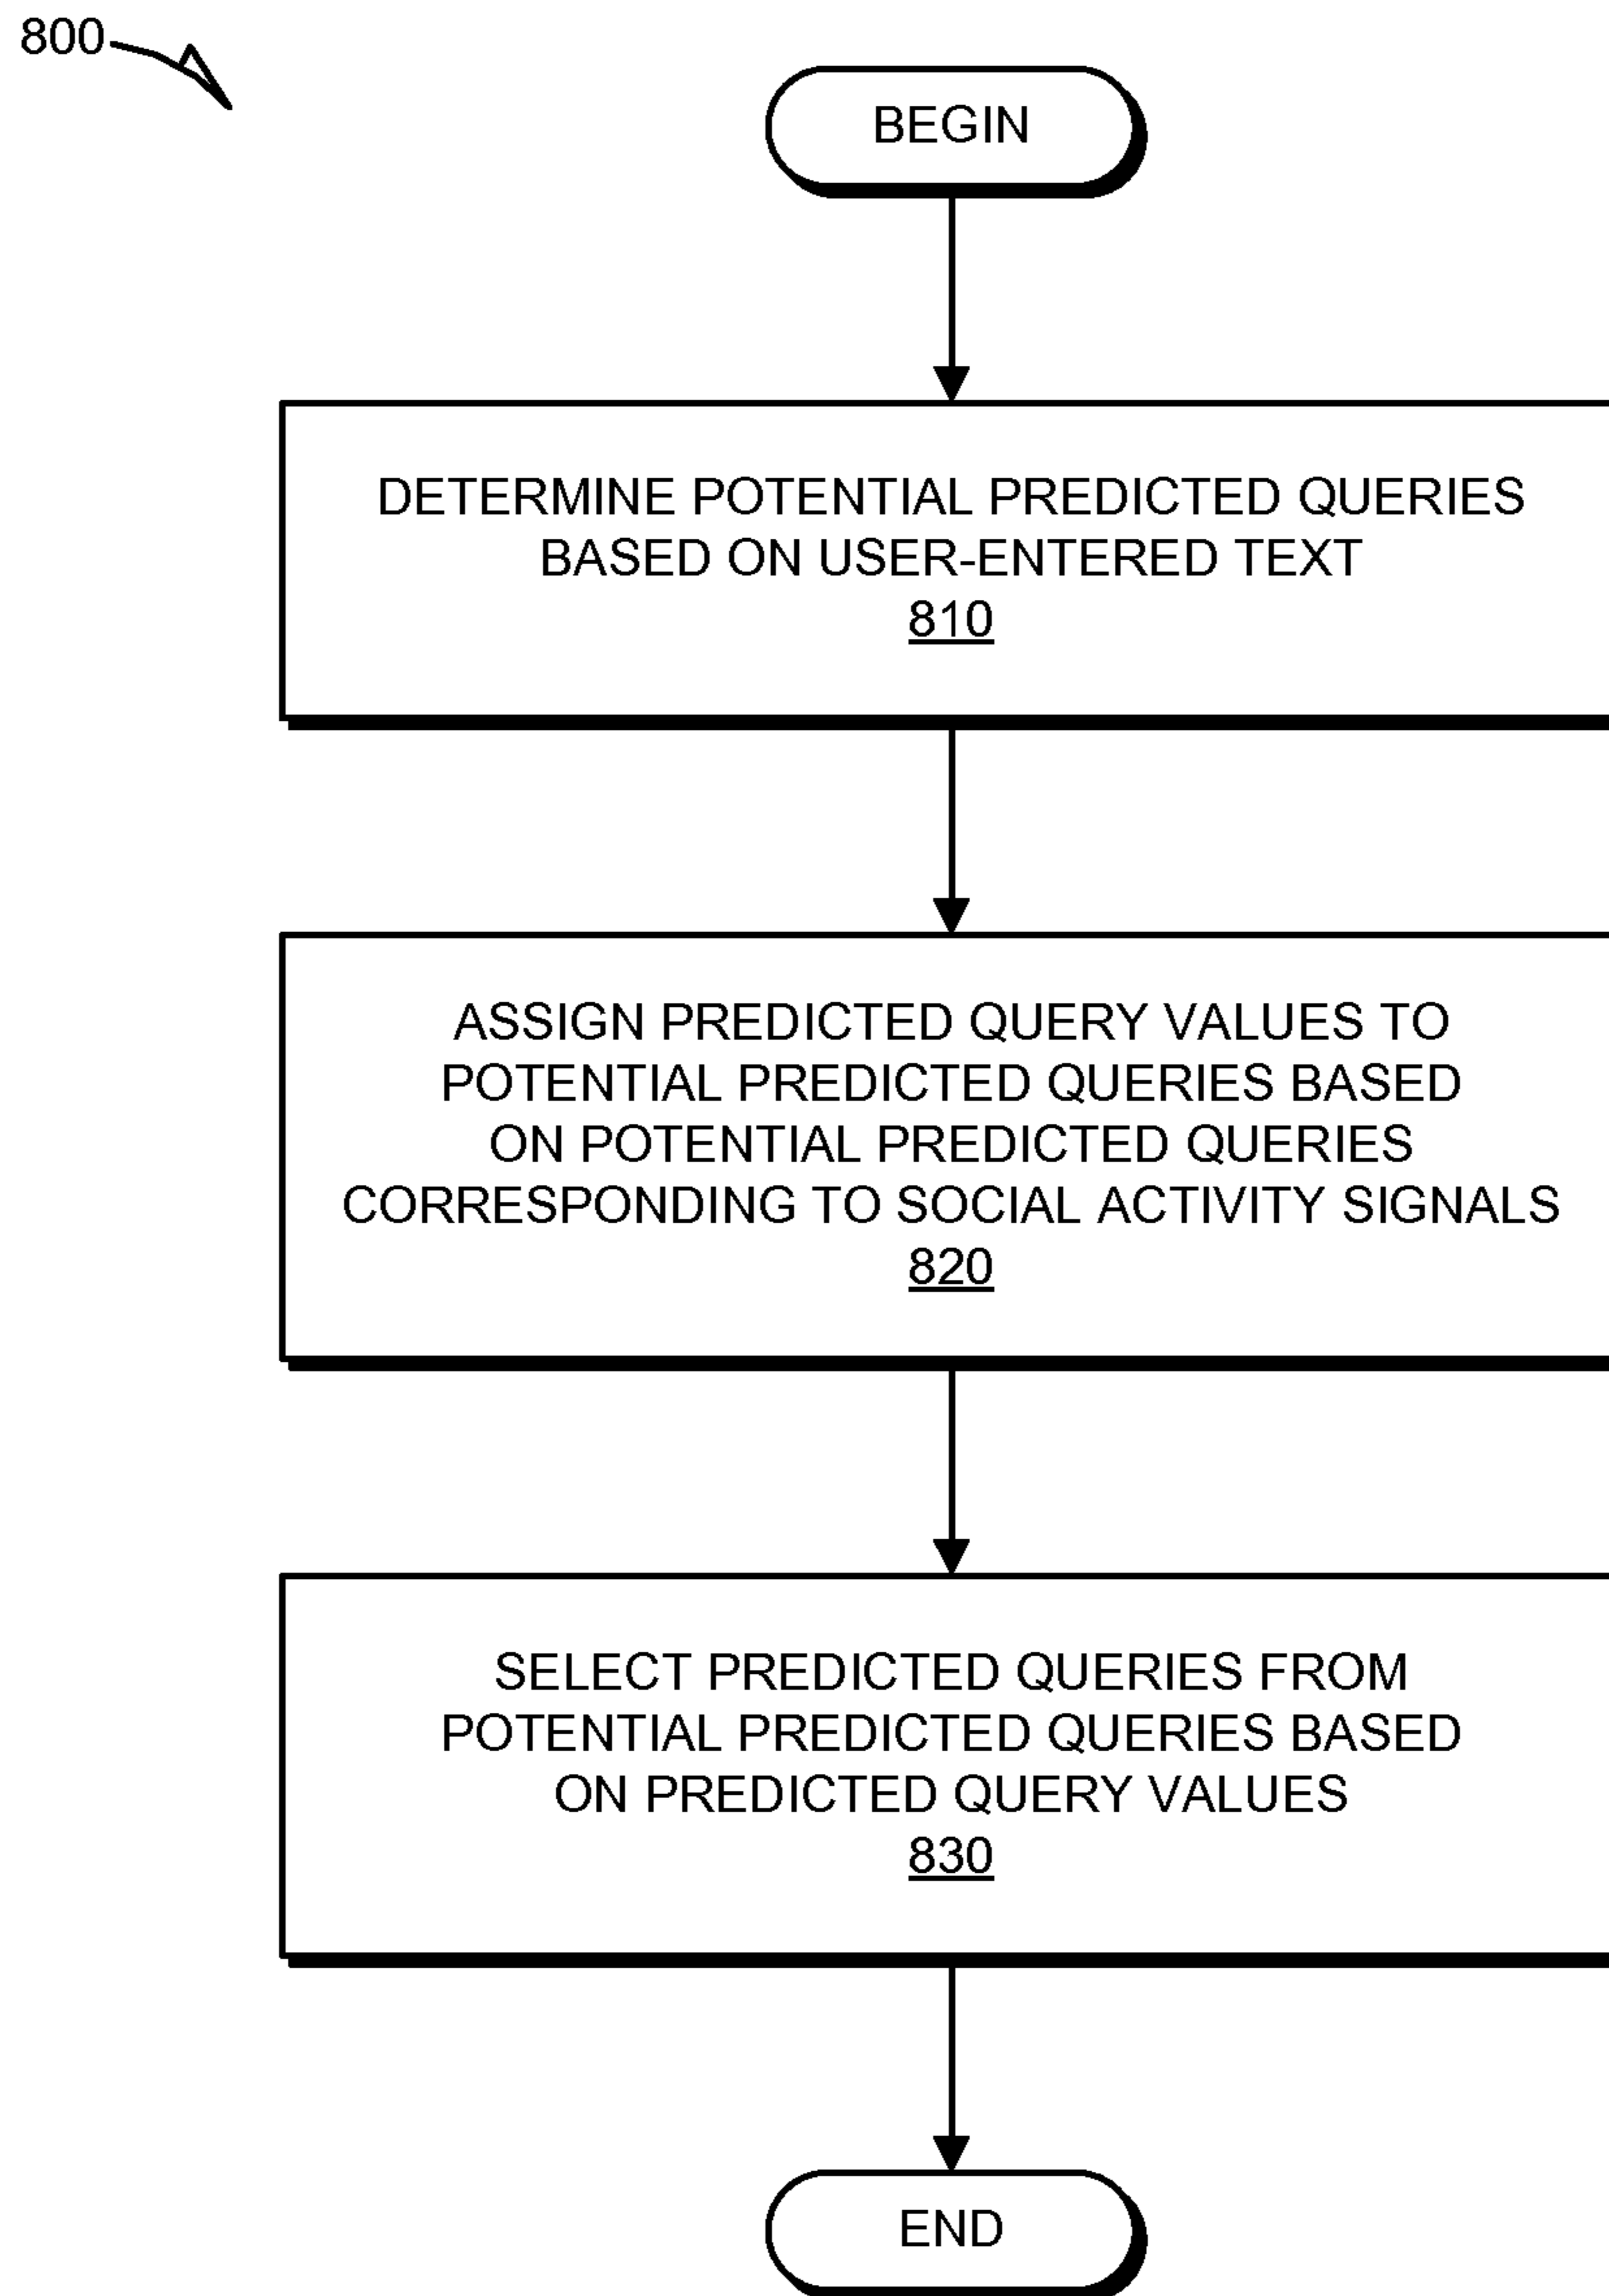 800
BEGIN
DETERMINE POTENTIAL PREDICTED QUERIES
BASED ON USER-ENTERED TEXT
810
ASSIGN PREDICTED QUERY VALUES TO
POTENTIAL PREDICTED QUERIES BASED
ON POTENTIAL PREDICTED QUERIES
CORRESPONDING TO SOCIAL ACTIVITY SIGNALS
820
SELECT PREDICTED QUERIES FROM
POTENTIAL PREDICTED QUERIES BASED
ON PREDICTED QUERY VALUES
830
END